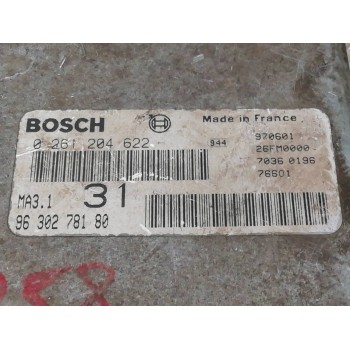 BOSCH
Made in France
0 261 204 622
944
970601
26FM0000
7036 0196
76601
MA3.1
31
96 302 781 80